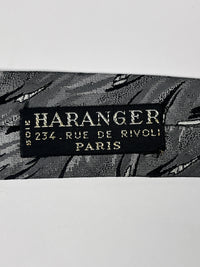 HARANGER
234. RUE DE RIVOLI
PARIS